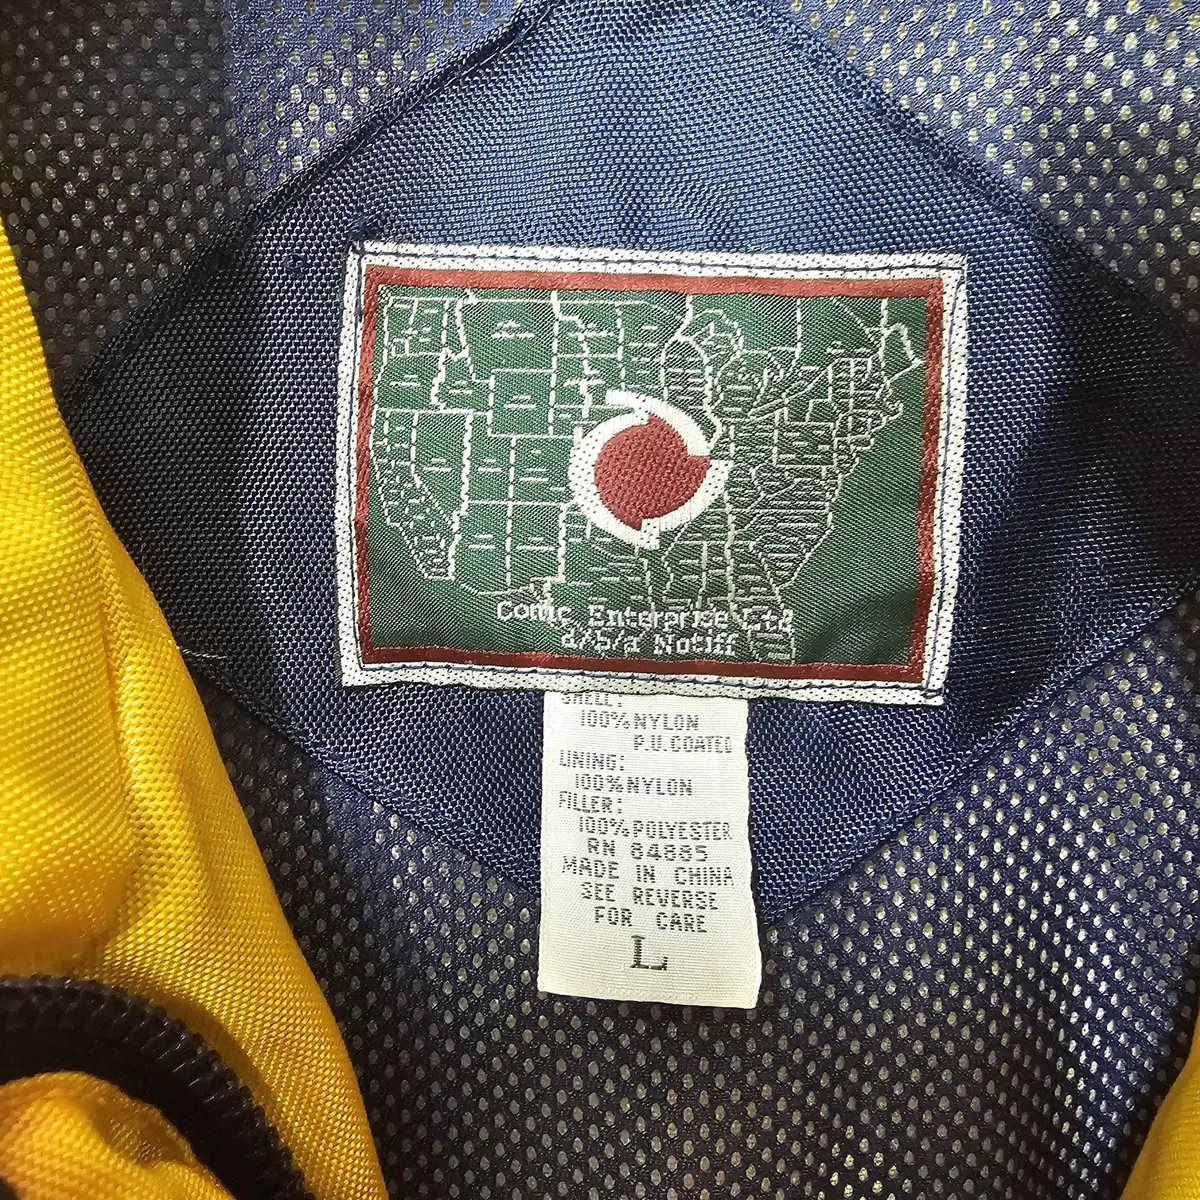 Comic Enterprise Ltd
d/b/a Notiff
SHELL:
100% NYLON
P.U. COATED
LINING:
100% NYLON
FILLER:
100% POLYESTER
RN 84885
MADE IN CHINA
SEE REVERSE
FOR CARE
L